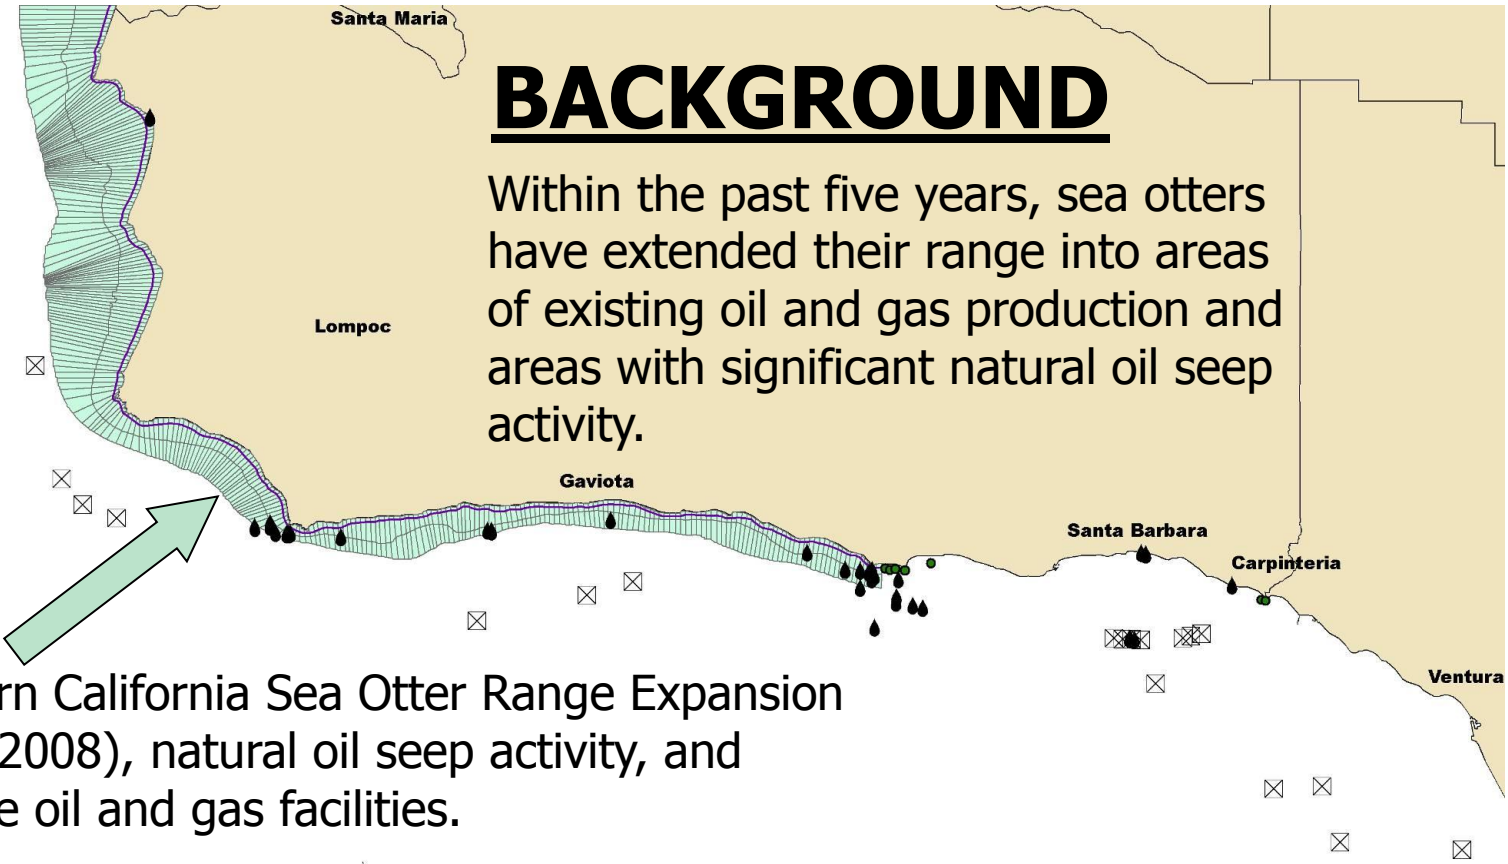 Santa Maria
BACKGROUND
Within the past five years, sea otters
have extended their range into areas
of existing oil and gas production and
areas with significant natural oil seep
activity.
Lompoc
Gaviota
Santa Barbara
Carpinteria
Ventura
rn California Sea Otter Range Expansion
2008), natural oil seep activity, and
e oil and gas facilities.